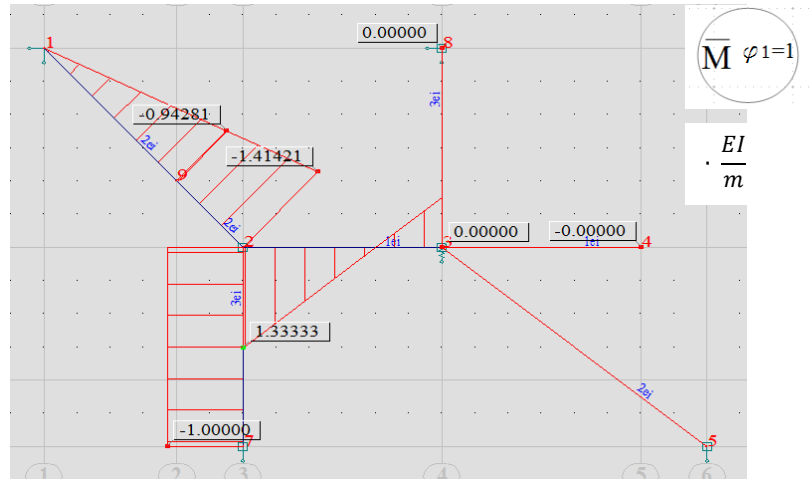 1
0.00000
8
M̅ φ1=1
3ei
-0.94281
2ei
-1.41421
· EI/m
9
2ei
2
1ei
0.00000
3
-0.00000
1ei
4
3ei
1.33333
2ei
-1.00000
7
5
1 2 3 4 5 6